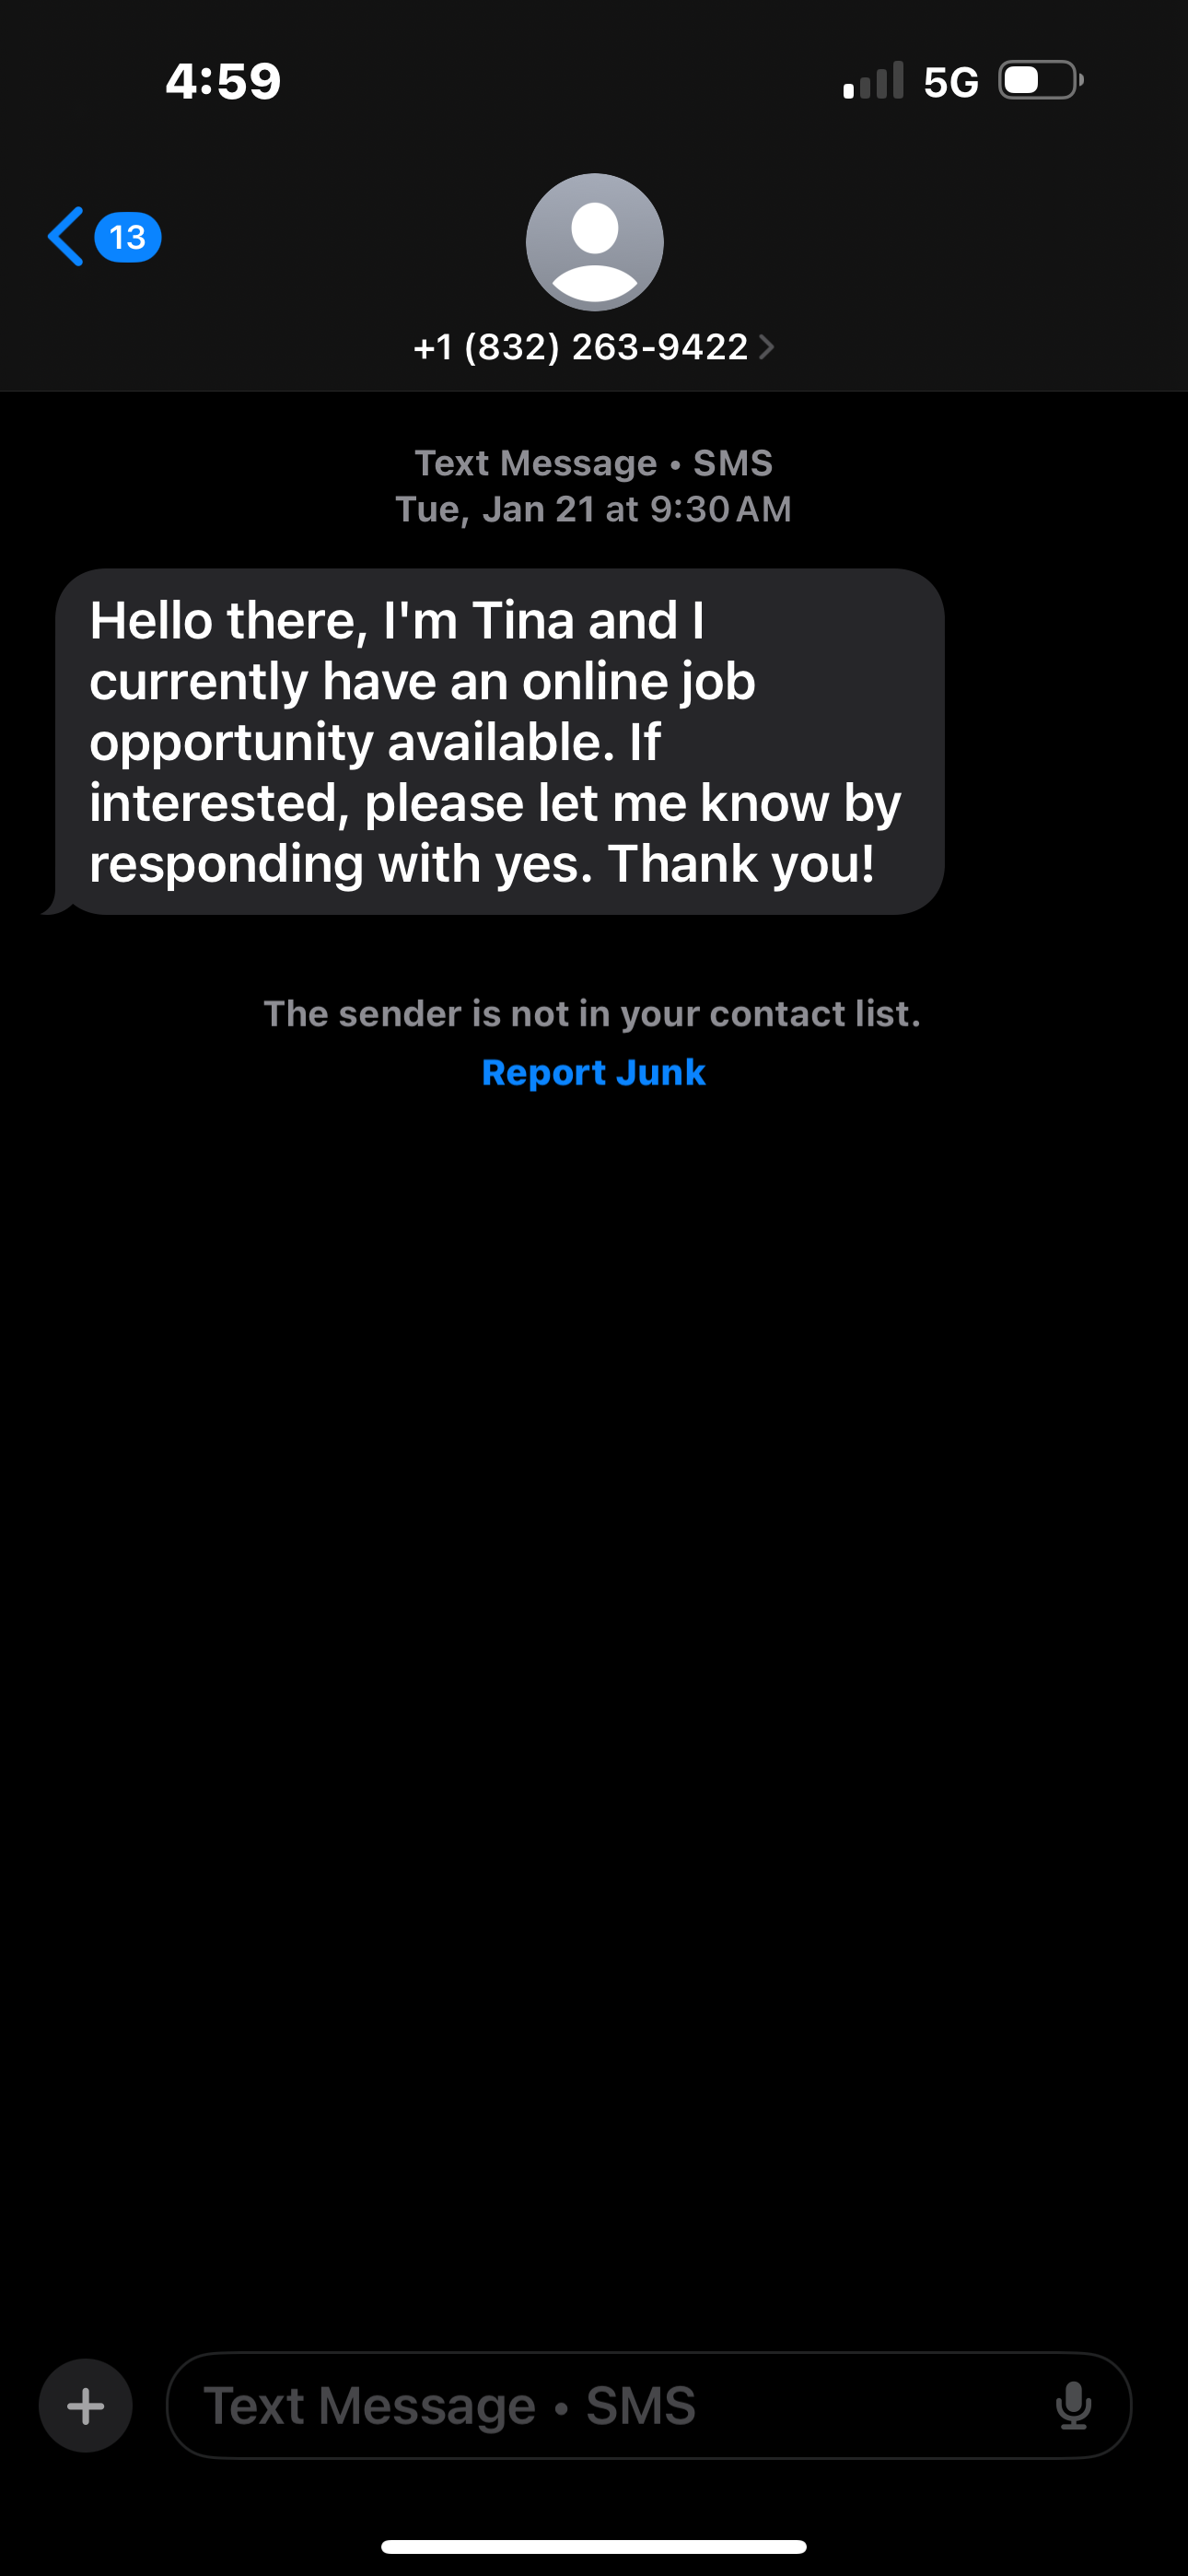 4:59
5G
13
+1 (832) 263-9422
Text Message • SMS
Tue, Jan 21 at 9:30 AM
Hello there, I'm Tina and I
currently have an online job
opportunity available. If
interested, please let me know by
responding with yes. Thank you!
The sender is not in your contact list.
Report Junk
Text Message • SMS